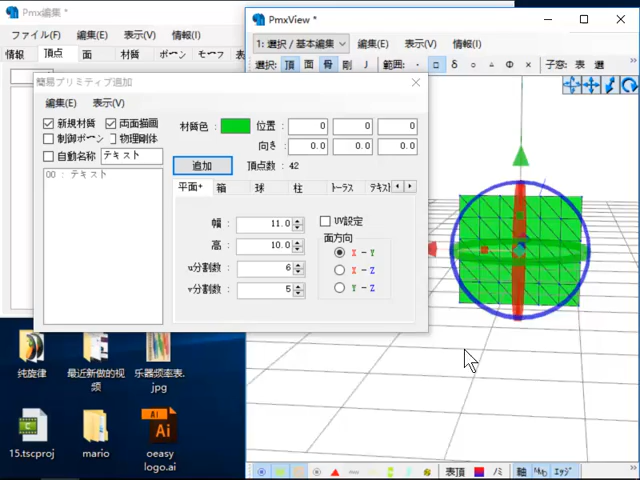 Pmx編集 *
ファイル(F) 編集(E) 表示(V) 情報(I)
情報 頂点 面 材質 ボーン モーフ 表
PmxView *
1: 選択 / 基本編集 編集(E) 表示(V) 情報(I)
選択: 頂 面 骨 剛 J 範囲: · □ δ ○ △ Φ × 子窓: 表 選
簡易プリミティブ追加
編集(E) 表示(V)
新規材質 両面描画
制御ボーン 物理剛体
自動名称 テキスト
00 : テキスト
材質色 : 位置 : 0 0 0
向き : 0.0 0.0 0.0
追加 頂点数 : 42
平面+ 箱 球 柱 トーラス テキスト
幅 : 11.0
高 : 10.0
u分割数 : 6
v分割数 : 5
UV設定
面方向
X - Y
X - Z
Y - Z
纯旋律
最近新做的视频
乐器频率表.jpg
15.tscproj
mario
Ai
oeasy logo.ai
表頂 ノミ 軸 エッジ